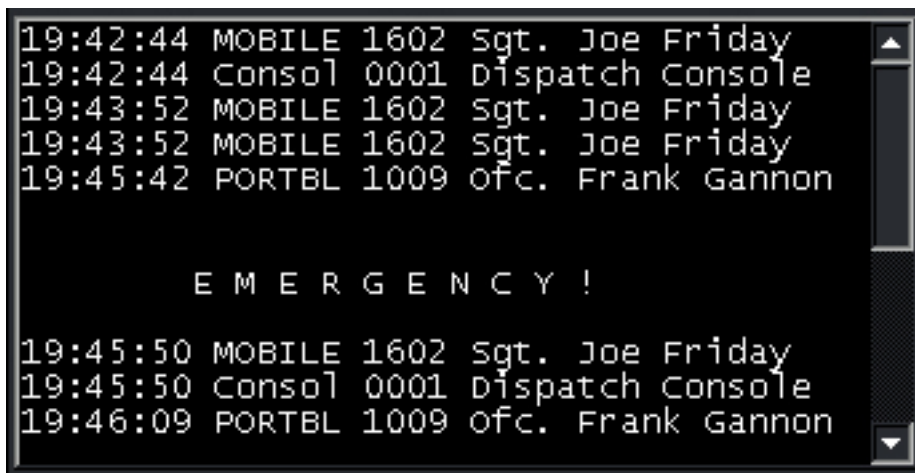 19:42:44 MOBILE 1602 Sgt. Joe Friday
19:42:44 Consol 0001 Dispatch Console
19:43:52 MOBILE 1602 Sgt. Joe Friday
19:43:52 MOBILE 1602 Sgt. Joe Friday
19:45:42 PORTBL 1009 Ofc. Frank Gannon
E M E R G E N C Y !
19:45:50 MOBILE 1602 Sgt. Joe Friday
19:45:50 Consol 0001 Dispatch Console
19:46:09 PORTBL 1009 Ofc. Frank Gannon